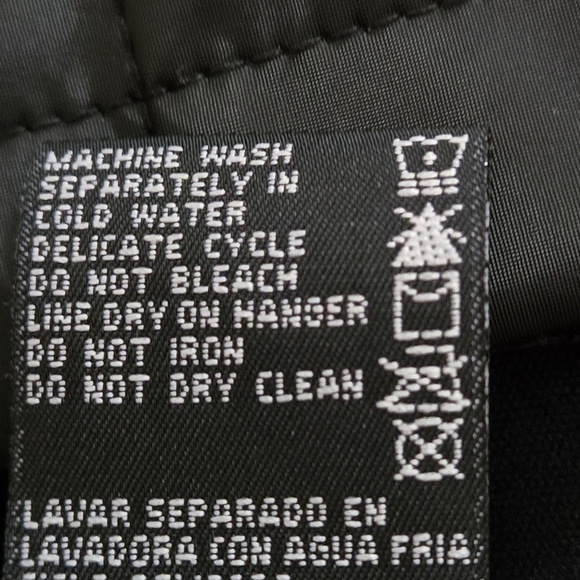 MACHINE WASH
SEPARATELY IN
COLD WATER
DELICATE CYCLE
DO NOT BLEACH
LINE DRY ON HANGER
DO NOT IRON
DO NOT DRY CLEAN
LAVAR SEPARADO EN
LAVADORA CON AGUA FRIA